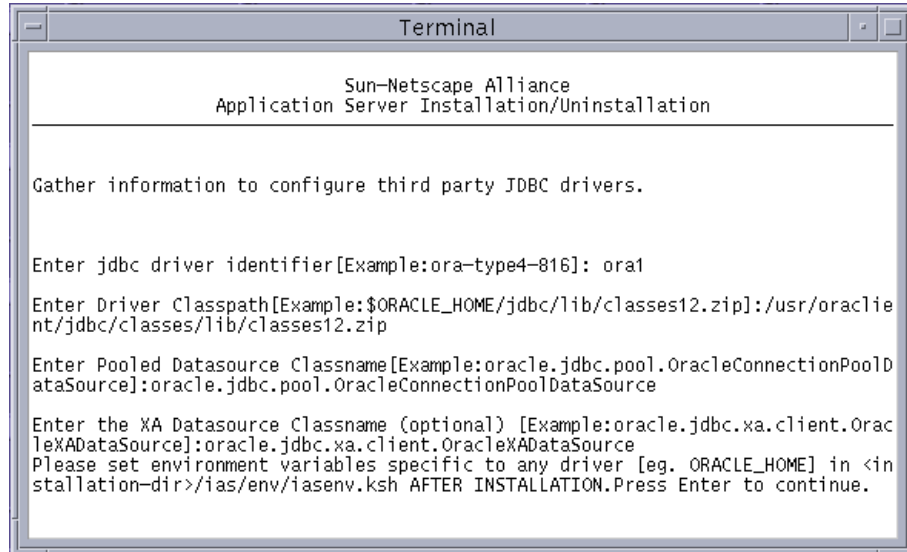 Terminal
Sun-Netscape Alliance
Application Server Installation/Uninstallation
Gather information to configure third party JDBC drivers.
Enter jdbc driver identifier[Example:ora-type4-816]: ora1
Enter Driver Classpath[Example:$ORACLE_HOME/jdbc/lib/classes12.zip]:/usr/oraclie
nt/jdbc/classes/lib/classes12.zip
Enter Pooled Datasource Classname[Example:oracle.jdbc.pool.OracleConnectionPoolD
ataSource]:oracle.jdbc.pool.OracleConnectionPoolDataSource
Enter the XA Datasource Classname (optional) [Example:oracle.jdbc.xa.client.Orac
leXADataSource]:oracle.jdbc.xa.client.OracleXADataSource
Please set environment variables specific to any driver [eg. ORACLE_HOME] in <in
stallation-dir>/ias/env/iasenv.ksh AFTER INSTALLATION.Press Enter to continue.